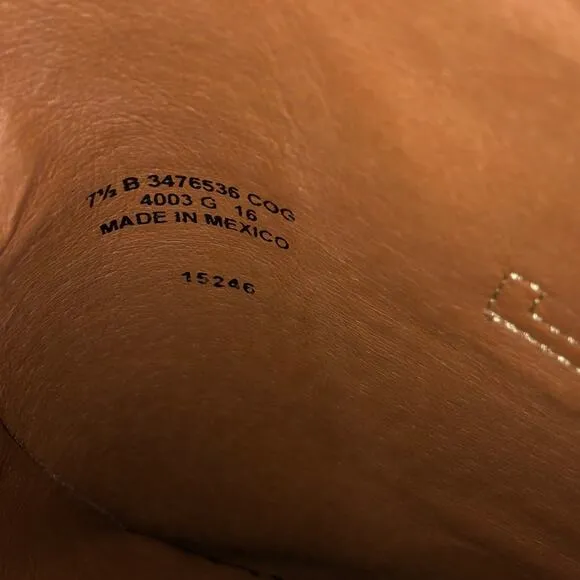 7½ B 3476536 COG
4003 G 16
MADE IN MEXICO
15246